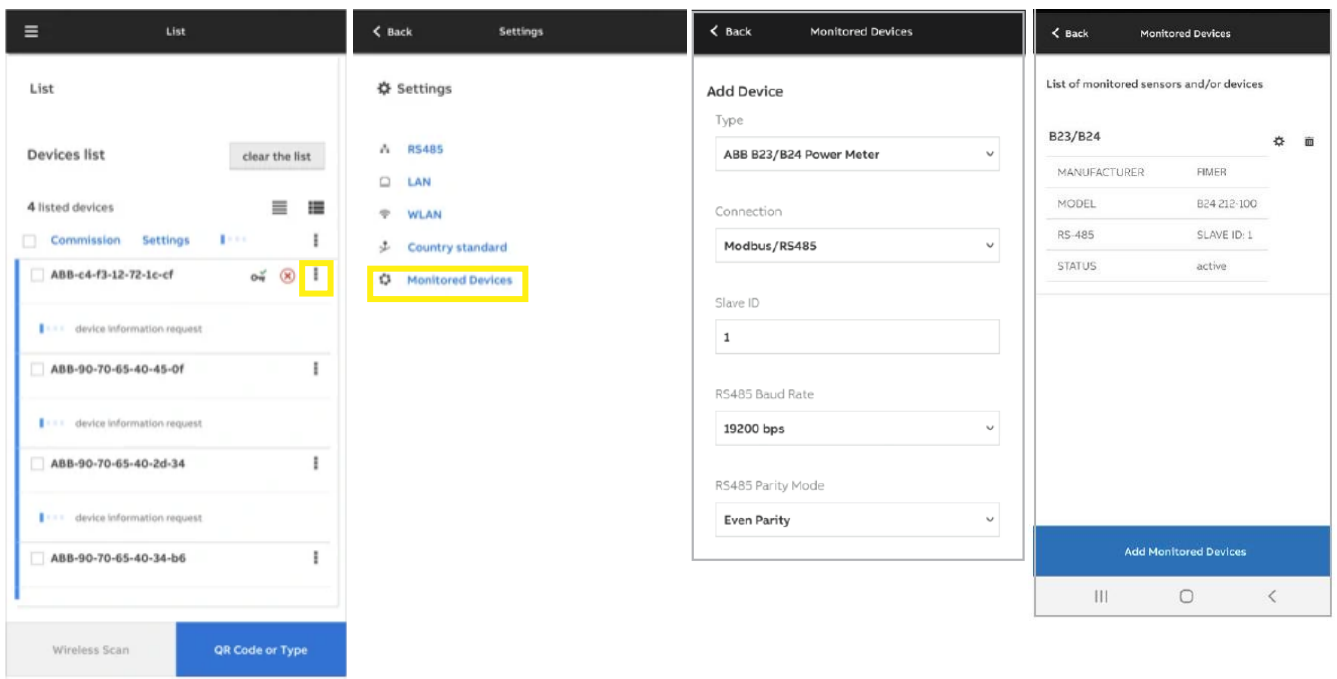 List
List
Devices list
clear the list
4 listed devices
Commission Settings
ABB-c4-f3-12-72-1c-cf
device information request
ABB-90-70-65-40-45-0f
device information request
ABB-90-70-65-40-2d-34
device information request
ABB-90-70-65-40-34-b6
Wireless Scan
QR Code or Type
Back Settings
Settings
RS485
LAN
WLAN
Country standard
Monitored Devices
Back Monitored Devices
Add Device
Type
ABB B23/B24 Power Meter
Connection
Modbus/RS485
Slave ID
1
RS485 Baud Rate
19200 bps
RS485 Parity Mode
Even Parity
Back Monitored Devices
List of monitored sensors and/or devices
B23/B24
MANUFACTURER FIMER
MODEL B24 212-100
RS-485 SLAVE ID: 1
STATUS active
Add Monitored Devices